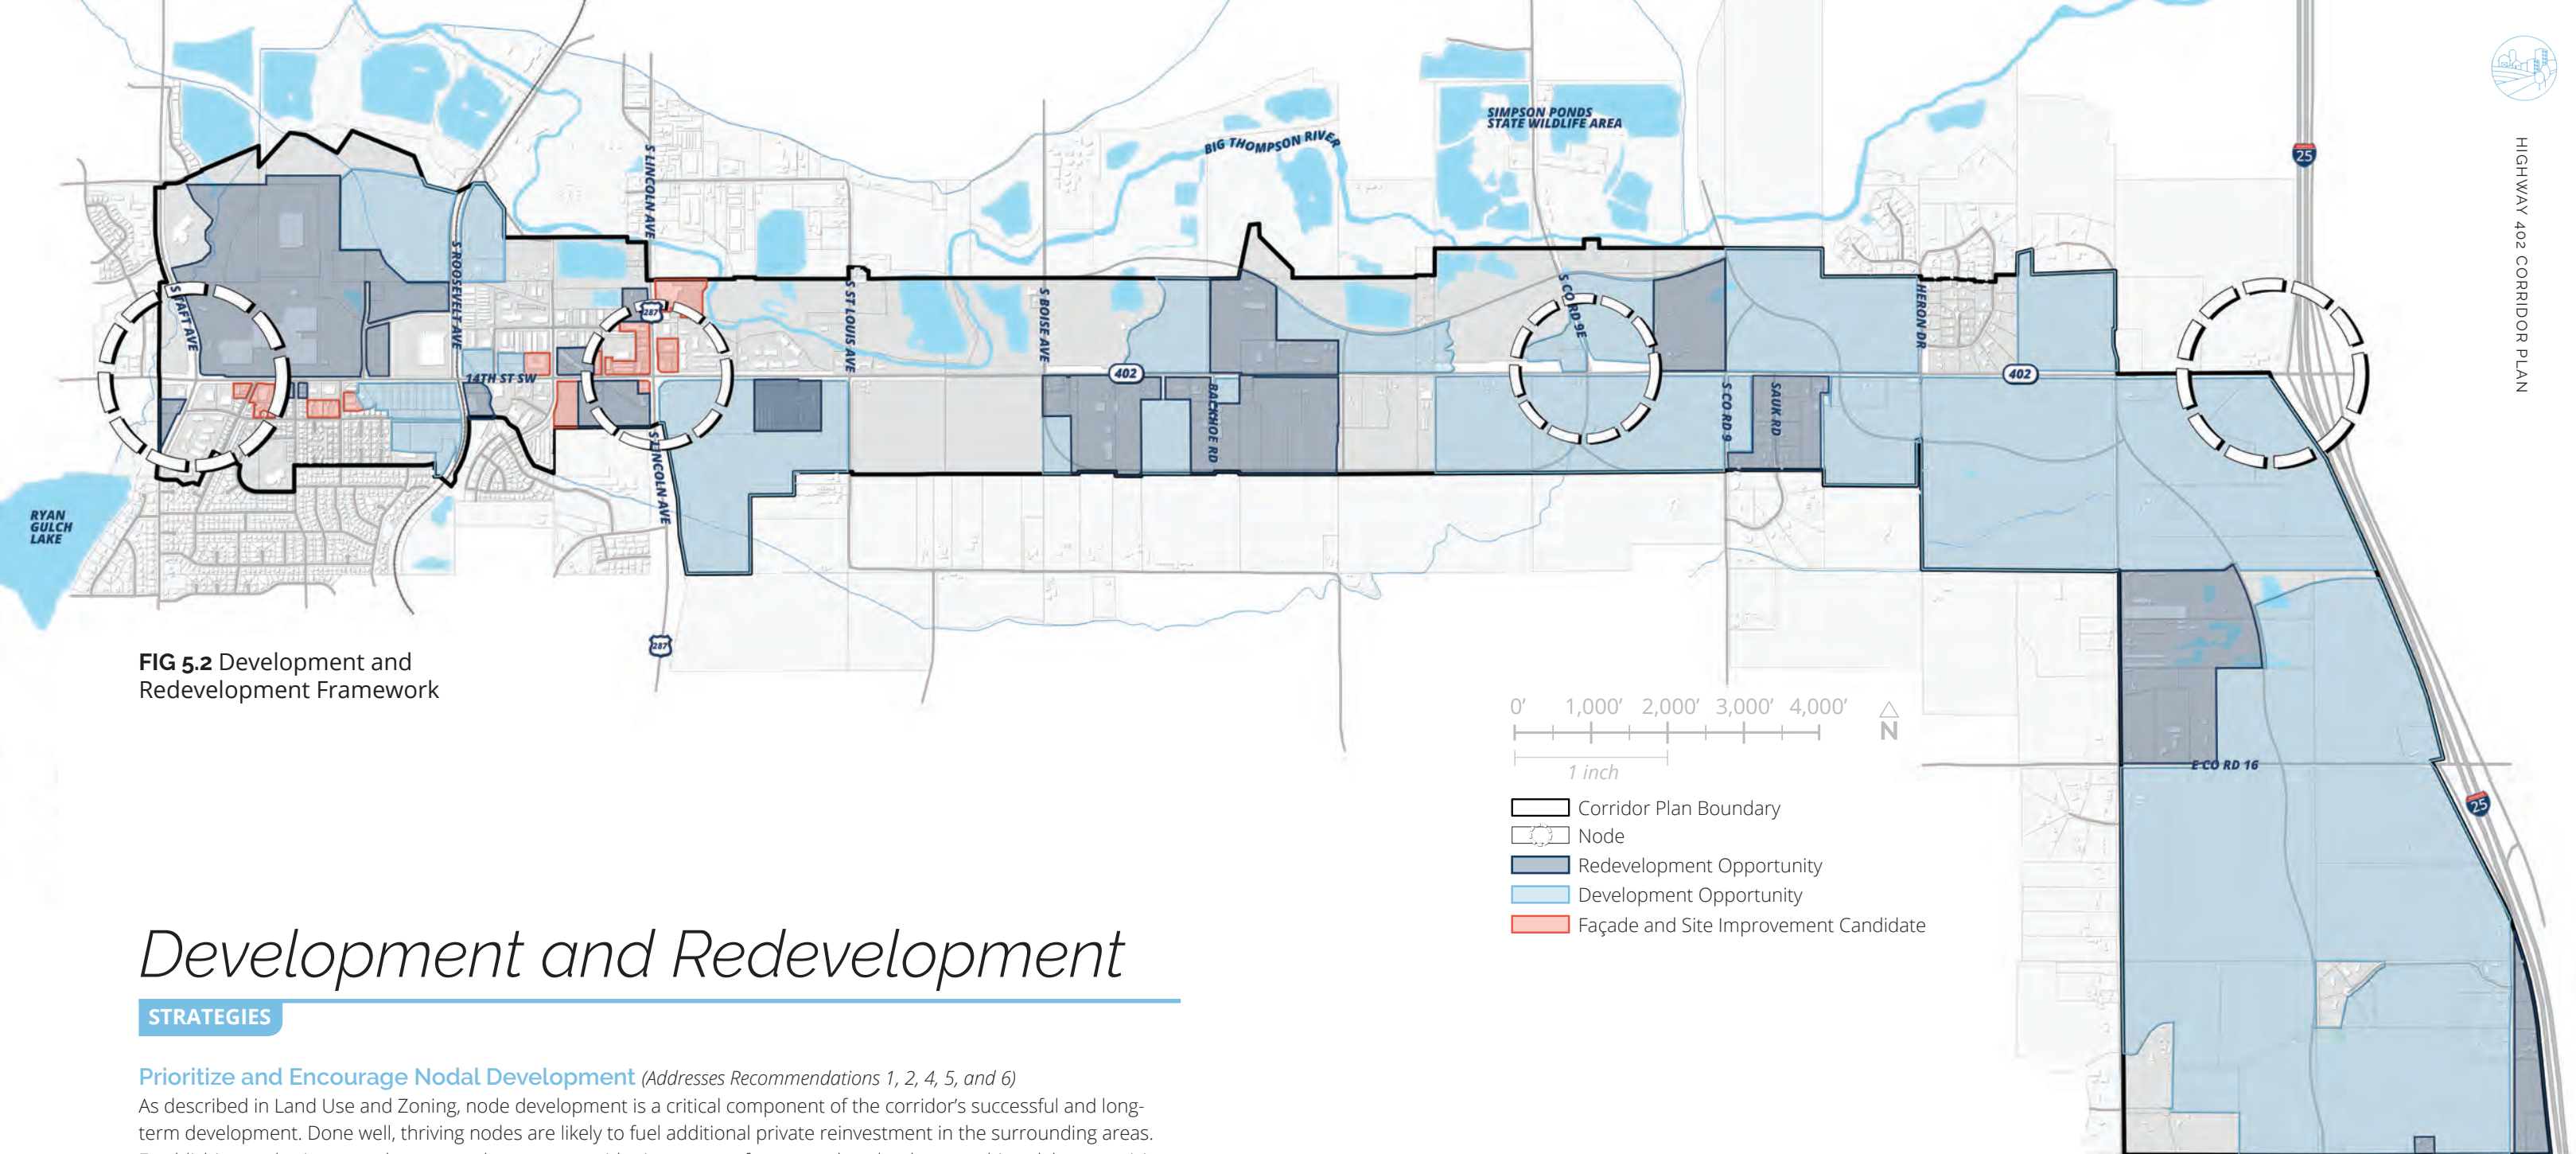 HIGHWAY 402 CORRIDOR PLAN
SIMPSON PONDS
STATE WILDLIFE AREA
BIG THOMPSON RIVER
25
S LINCOLN AVE
S ROOSEVELT AVE
S TAFT AVE
287
S ST LOUIS AVE
S BOISE AVE
S CO RD 9E
HERON DR
402
402
14TH ST SW
BACKHOE RD
S CO RD 9
SAUK RD
S LINCOLN AVE
RYAN
GULCH
LAKE
287
FIG 5.2 Development and
Redevelopment Framework
0’ 1,000’ 2,000’ 3,000’ 4,000’
N
1 inch
E CO RD 16
25
Corridor Plan Boundary
Node
Redevelopment Opportunity
Development Opportunity
Façade and Site Improvement Candidate
Development and Redevelopment
STRATEGIES
Prioritize and Encourage Nodal Development (Addresses Recommendations 1, 2, 4, 5, and 6)
As described in Land Use and Zoning, node development is a critical component of the corridor’s successful and long-
term development. Done well, thriving nodes are likely to fuel additional private reinvestment in the surrounding areas.